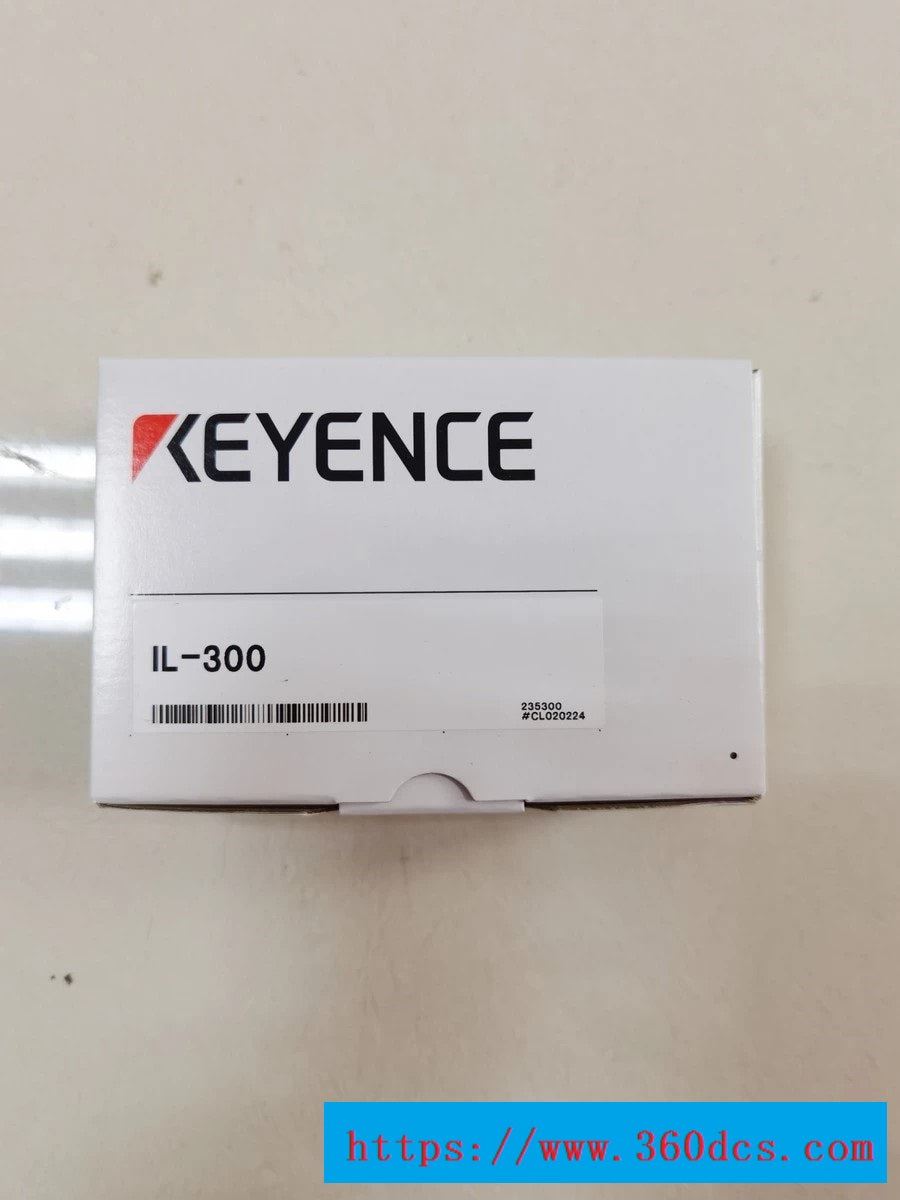 KEYENCE
IL-300
235300
#CL020224
https://www.360dcs.com